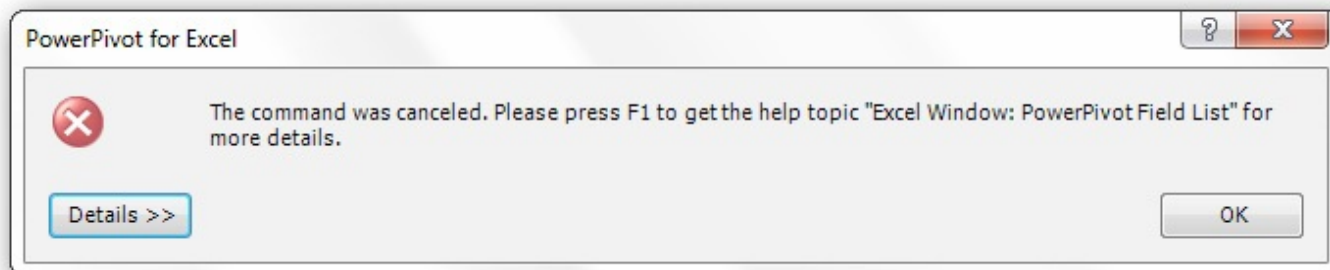 PowerPivot for Excel
The command was canceled. Please press F1 to get the help topic "Excel Window: PowerPivot Field List" for
more details.
Details >>
OK